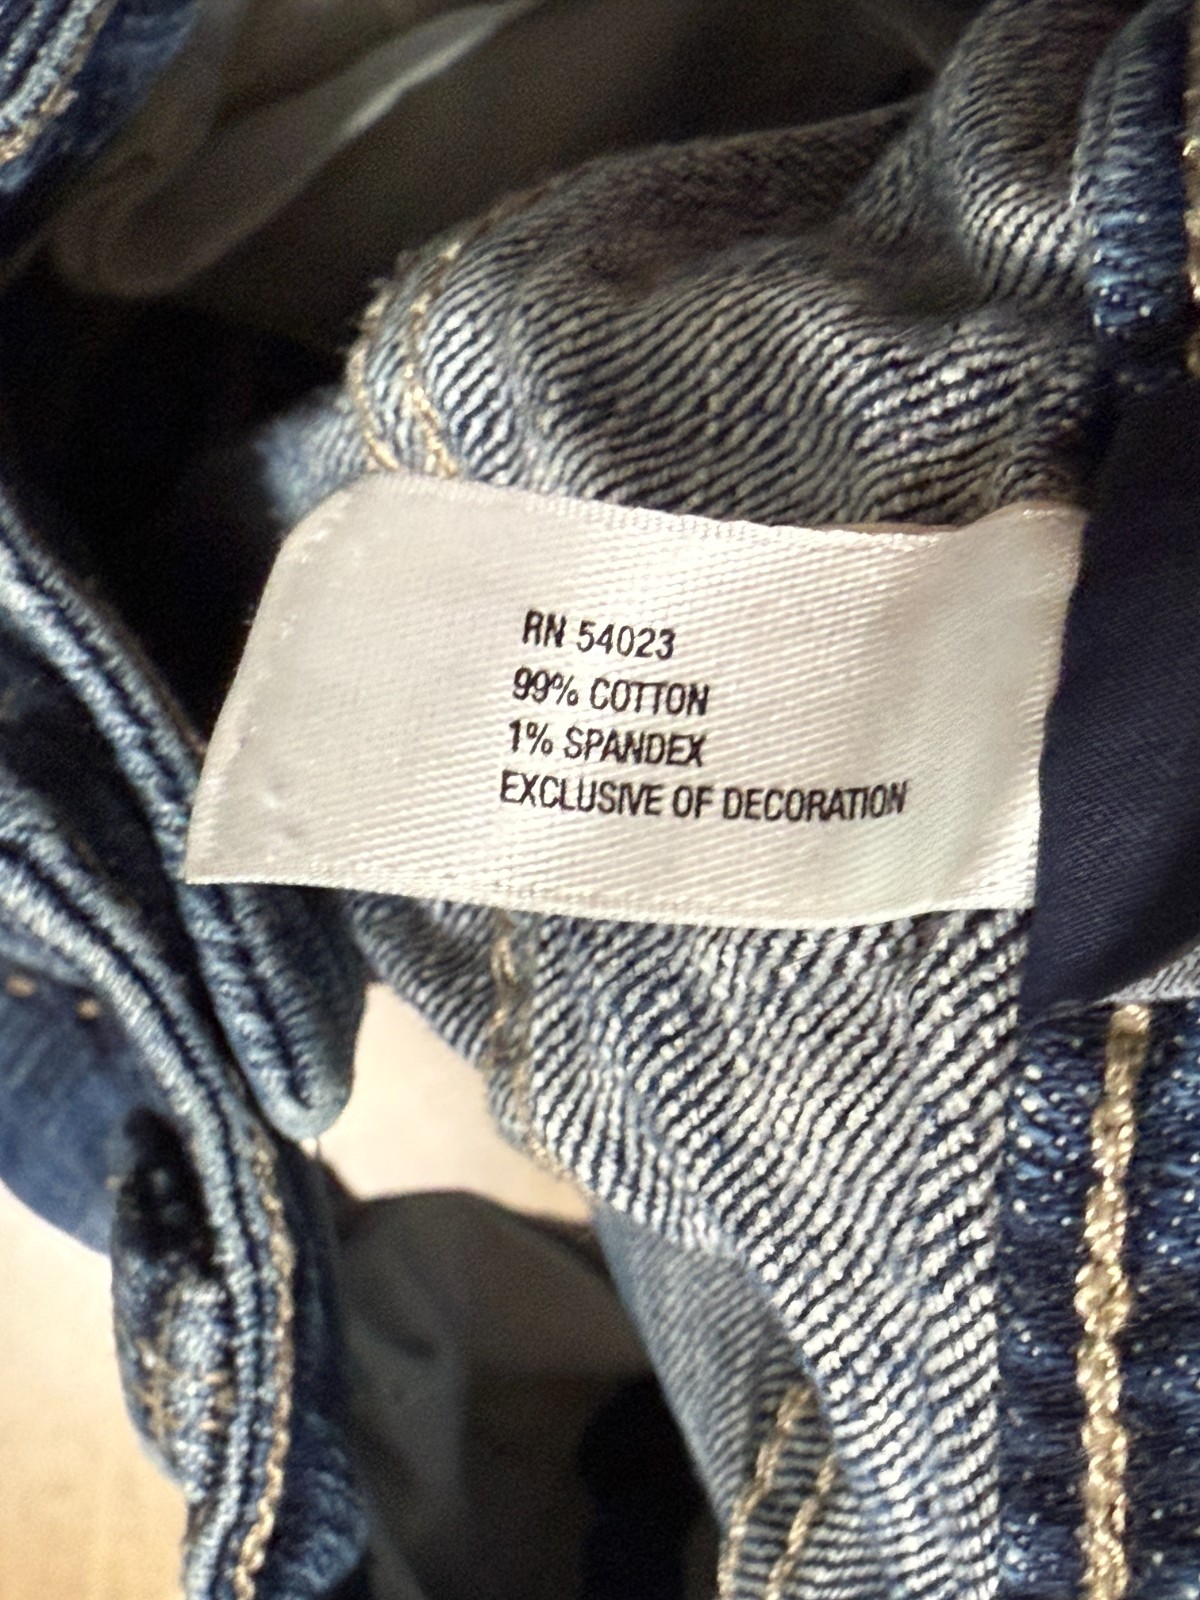 RN 54023
99% COTTON
1% SPANDEX
EXCLUSIVE OF DECORATION